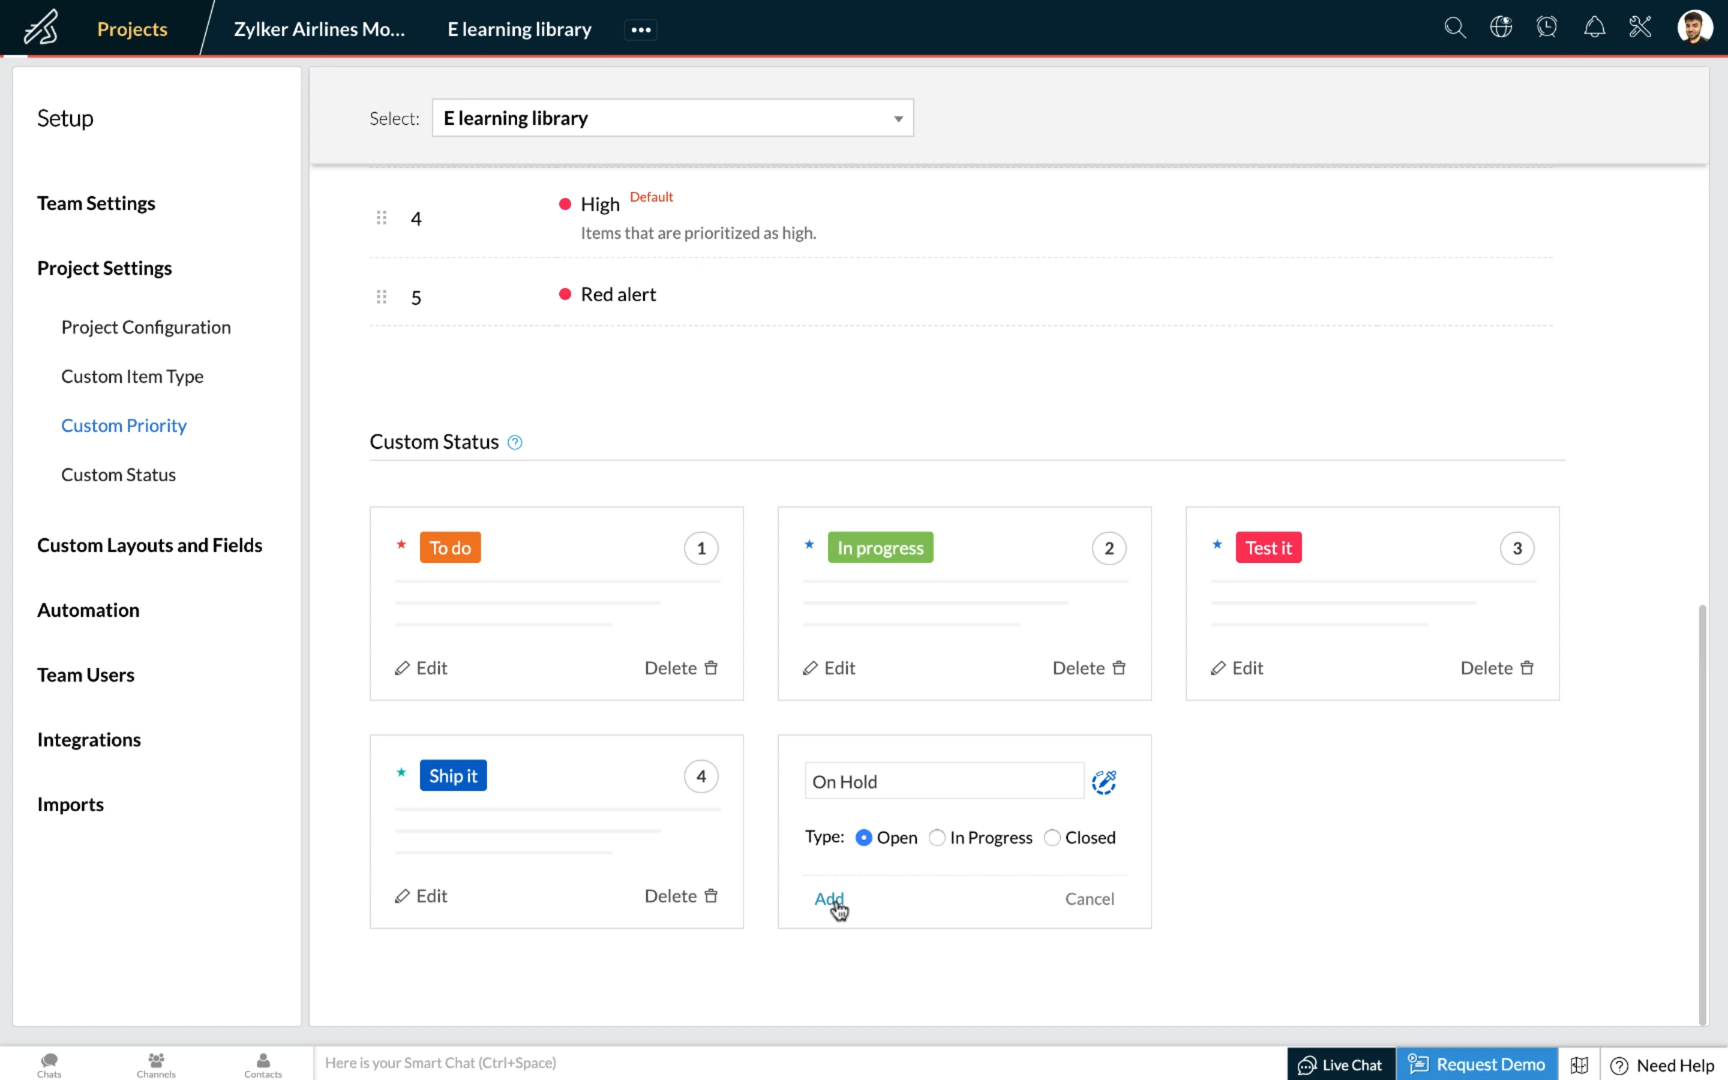 Projects
Zylker Airlines Mo...
E learning library
Setup
Team Settings
Project Settings
Project Configuration
Custom Item Type
Custom Priority
Custom Status
Custom Layouts and Fields
Automation
Team Users
Integrations
Imports
Select: E learning library
4 High Default
Items that are prioritized as high.
5 Red alert
Custom Status ?
To do 1
Edit Delete
In progress 2
Edit Delete
Test it 3
Edit Delete
Ship it 4
Edit Delete
On Hold
Type: Open In Progress Closed
Add Cancel
Chats
Channels
Contacts
Here is your Smart Chat (Ctrl+Space)
Live Chat
Request Demo
? Need Help